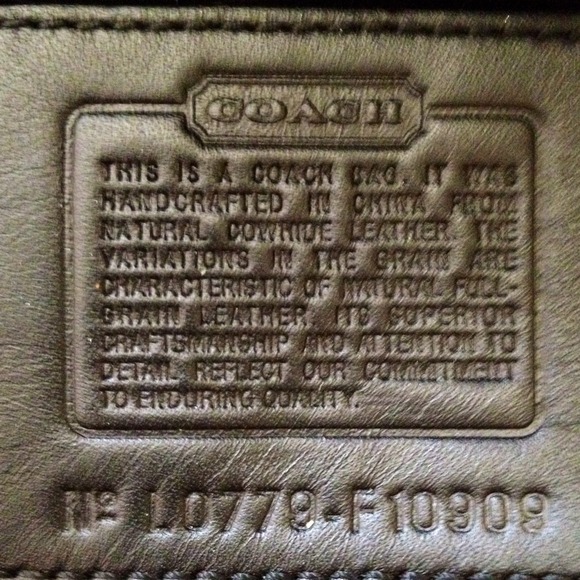 COACH
THIS IS A COACH BAG. IT WAS
HANDCRAFTED IN CHINA FROM
NATURAL COWHIDE LEATHER. THE
VARIATIONS IN THE GRAIN ARE
CHARACTERISTIC OF NATURAL FULL-
GRAIN LEATHER. ITS SUPERIOR
CRAFTSMANSHIP AND ATTENTION TO
DETAIL REFLECT OUR COMMITMENT
TO ENDURING QUALITY.
Nº L0779-F10909